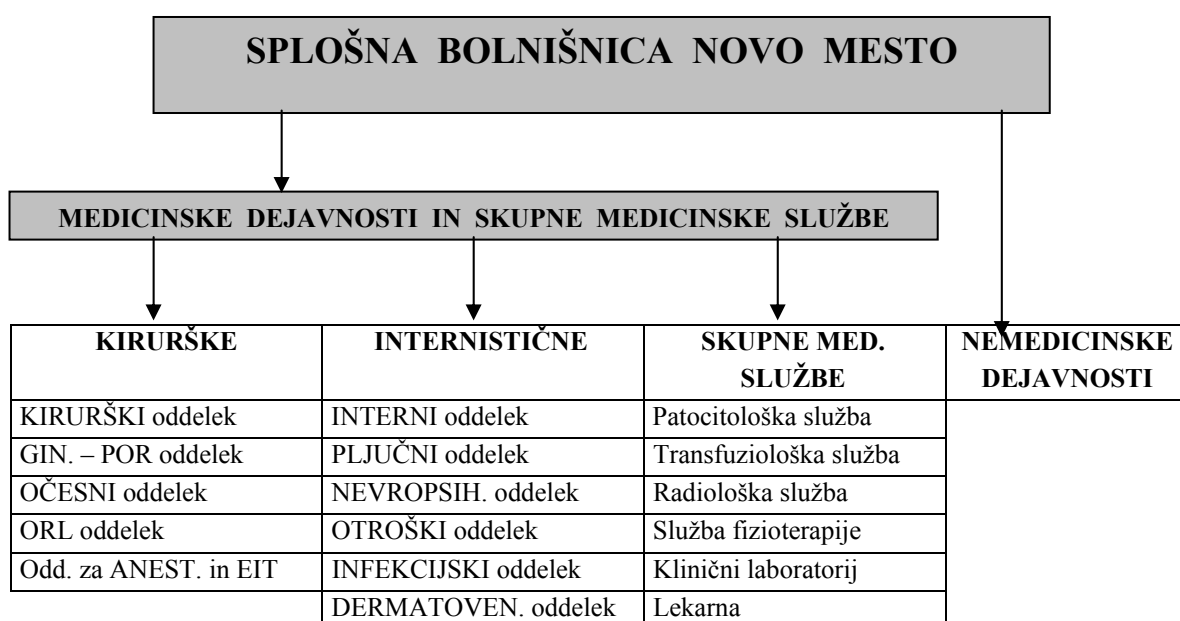 SPLOŠNA BOLNIŠNICA NOVO MESTO
MEDICINSKE DEJAVNOSTI IN SKUPNE MEDICINSKE SLUŽBE
KIRURŠKE INTERNISTIČNE SKUPNE MED. SLUŽBE NEMEDICINSKE DEJAVNOSTI
KIRURŠKI oddelek INTERNI oddelek Patocitološka služba
GIN. – POR oddelek PLJUČNI oddelek Transfuziološka služba
OČESNI oddelek NEVROPSIH. oddelek Radiološka služba
ORL oddelek OTROŠKI oddelek Služba fizioterapije
Odd. za ANEST. in EIT INFEKCIJSKI oddelek Klinični laboratorij
DERMATOVEN. oddelek Lekarna